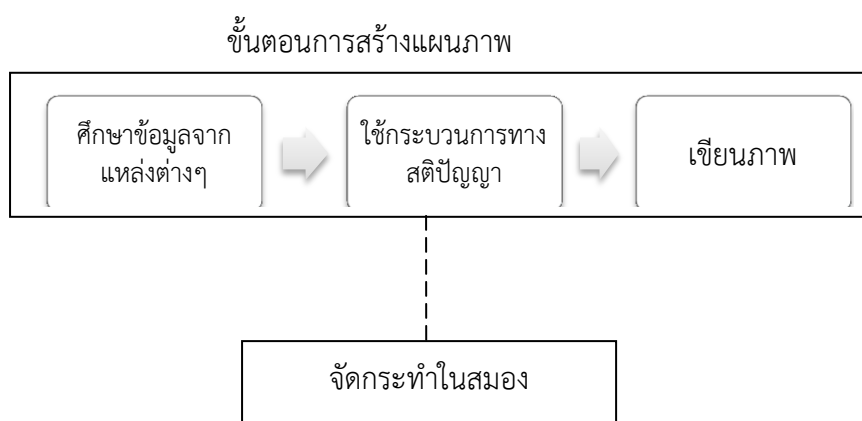 ขั้นตอนการสร้างแผนภาพ
ศึกษาข้อมูลจาก
แหล่งต่างๆ
ใช้กระบวนการทาง
สติปัญญา
เขียนภาพ
จัดกระทำในสมอง